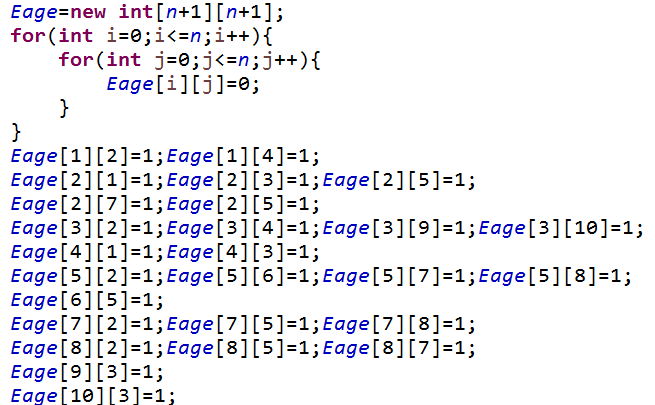 Eage=new int[n+1][n+1];
for(int i=0;i<=n;i++){
    for(int j=0;j<=n;j++){
        Eage[i][j]=0;
    }
}
Eage[1][2]=1;Eage[1][4]=1;
Eage[2][1]=1;Eage[2][3]=1;Eage[2][5]=1;
Eage[2][7]=1;Eage[2][5]=1;
Eage[3][2]=1;Eage[3][4]=1;Eage[3][9]=1;Eage[3][10]=1;
Eage[4][1]=1;Eage[4][3]=1;
Eage[5][2]=1;Eage[5][6]=1;Eage[5][7]=1;Eage[5][8]=1;
Eage[6][5]=1;
Eage[7][2]=1;Eage[7][5]=1;Eage[7][8]=1;
Eage[8][2]=1;Eage[8][5]=1;Eage[8][7]=1;
Eage[9][3]=1;
Eage[10][3]=1;